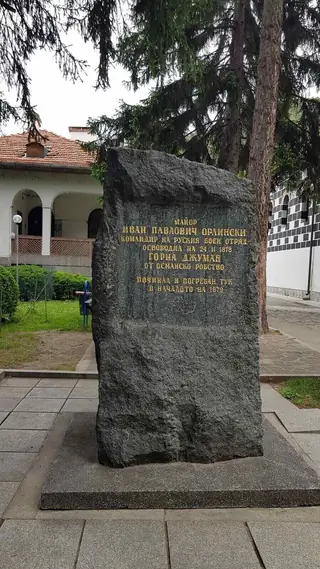 МАЙОР
ИВАН ПАВЛОВИЧ ОРЛИНСКИ
КОМАНДИР НА РУСКИЯ БОЕН ОТРЯД
ОСВОБОДИЛ НА 24 II 1878
ГОРНА ДЖУМАЯ
ОТ ОСМАНСКО РОБСТВО
ПОЧИНАЛ И ПОГРЕБАН ТУК
В НАЧАЛОТО НА 1879